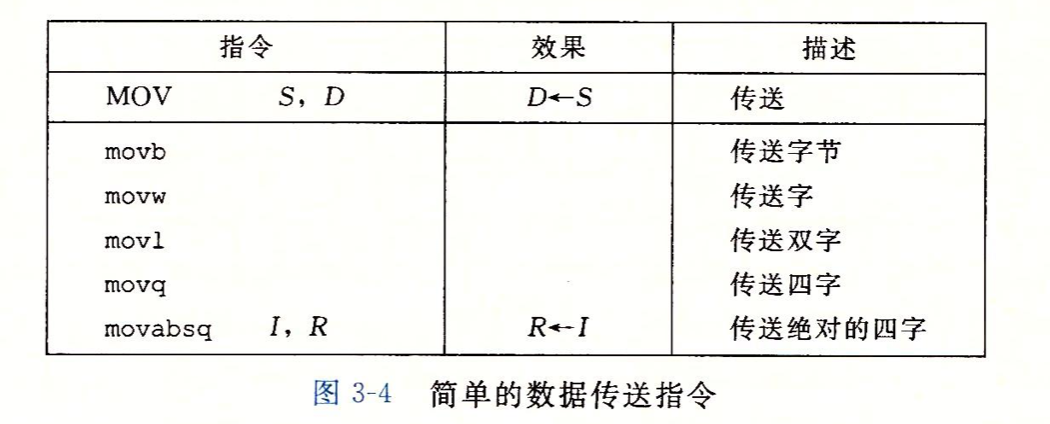 指令 效果 描述
MOV S, D D←S 传送
movb 传送字节
movw 传送字
movl 传送双字
movq 传送四字
movabsq I, R R←I 传送绝对的四字
图 3-4 简单的数据传送指令